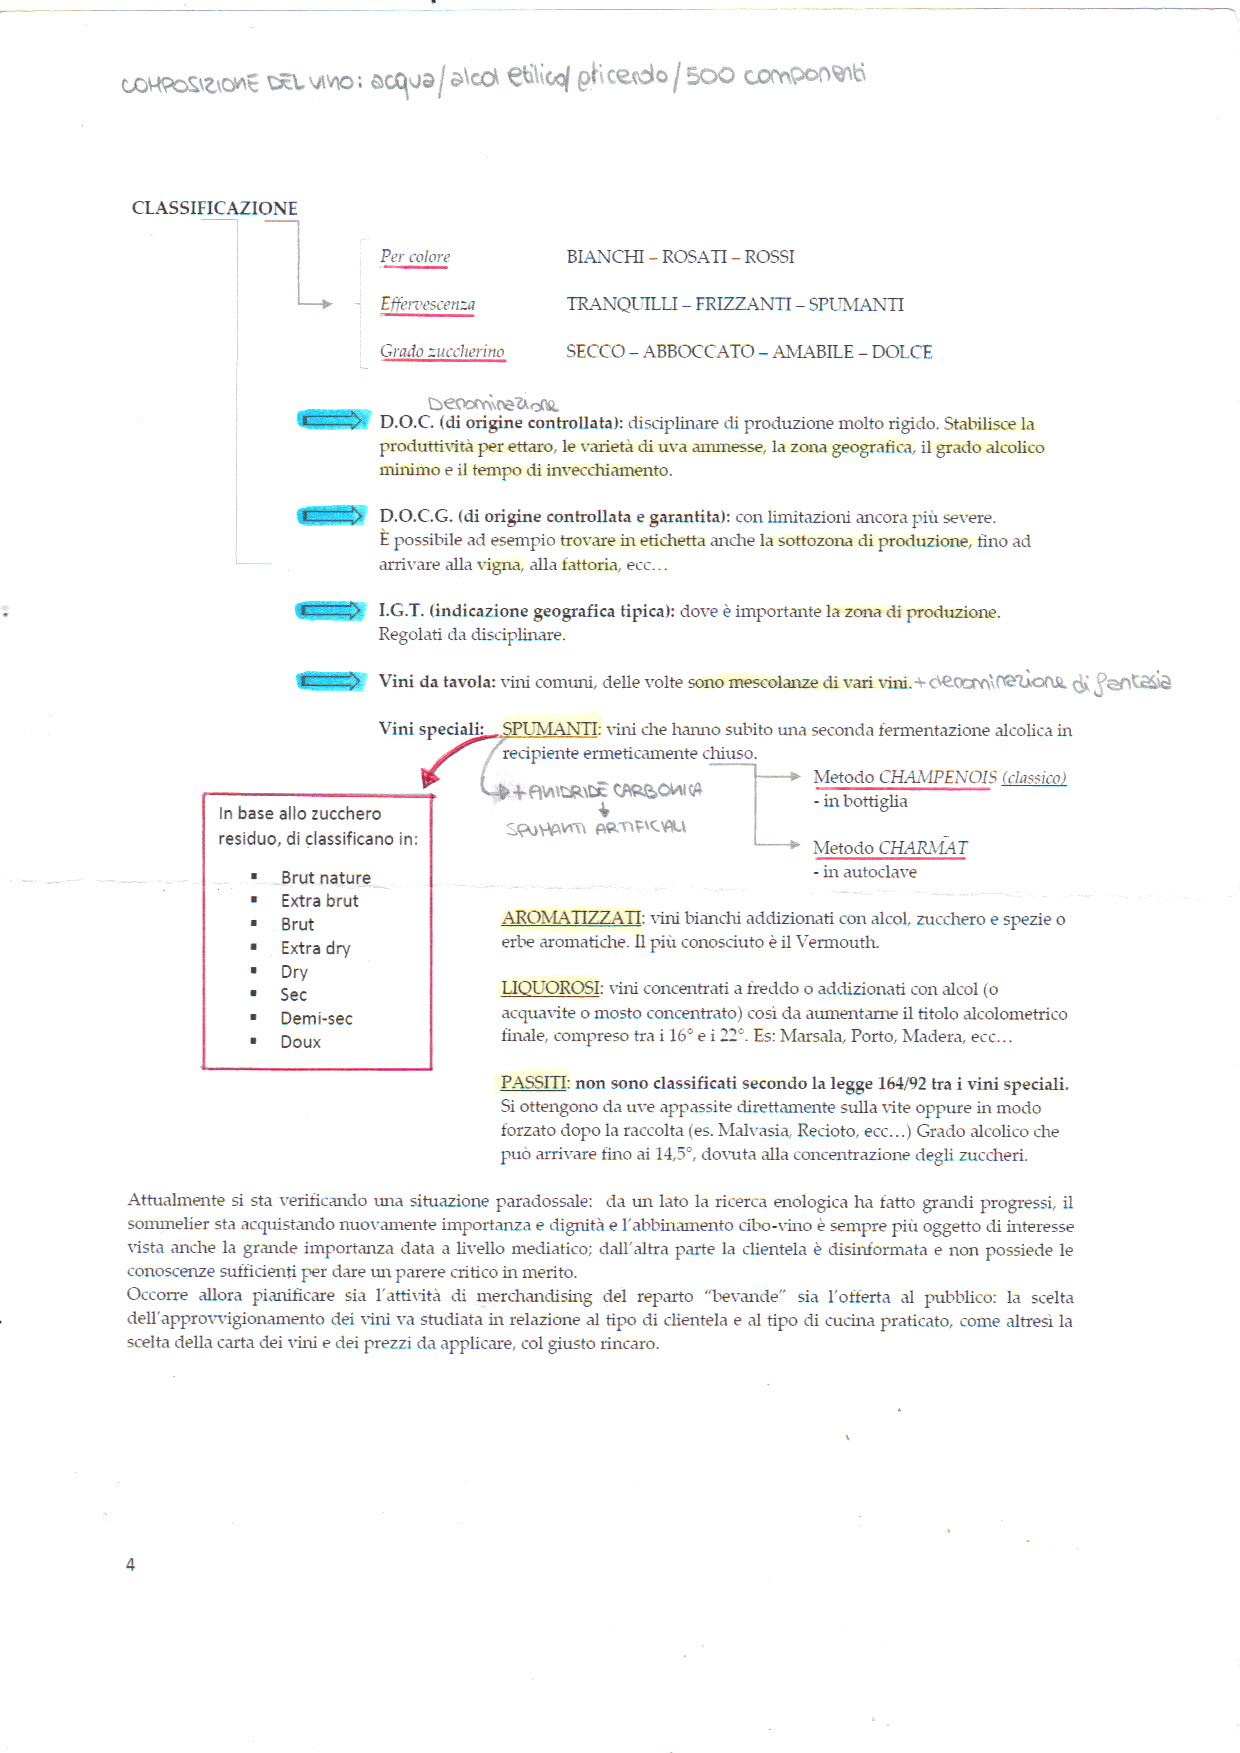 COMPOSIZIONE DEL VINO: acqua/alcol etilico/glicerolo/500 componenti
CLASSIFICAZIONE
Per colore BIANCHI – ROSATI – ROSSI
Effervescenza TRANQUILLI – FRIZZANTI – SPUMANTI
Grado zuccherino SECCO – ABBOCCATO – AMABILE – DOLCE
Denominazione
D.O.C. (di origine controllata): disciplinare di produzione molto rigido. Stabilisce la
produttività per ettaro, le varietà di uva ammesse, la zona geografica, il grado alcolico
minimo e il tempo di invecchiamento.
D.O.C.G. (di origine controllata e garantita): con limitazioni ancora più severe.
È possibile ad esempio trovare in etichetta anche la sottozona di produzione, fino ad
arrivare alla vigna, alla fattoria, ecc…
I.G.T. (indicazione geografica tipica): dove è importante la zona di produzione.
Regolati da disciplinare.
Vini da tavola: vini comuni, delle volte sono mescolanze di vari vini. + denominazione di fantasia
Vini speciali: SPUMANTI: vini che hanno subito una seconda fermentazione alcolica in
recipiente ermeticamente chiuso.
+ ANIDRIDE CARBONICA
SPUMANTI ARTIFICIALI
Metodo CHAMPENOIS (classico)
- in bottiglia
Metodo CHARMAT
- in autoclave
In base allo zucchero
residuo, di classificano in:
▪ Brut nature
▪ Extra brut
▪ Brut
▪ Extra dry
▪ Dry
▪ Sec
▪ Demi-sec
▪ Doux
AROMATIZZATI: vini bianchi addizionati con alcol, zucchero e spezie o
erbe aromatiche. Il più conosciuto è il Vermouth.
LIQUOROSI: vini concentrati a freddo o addizionati con alcol (o
acquavite o mosto concentrato) così da aumentarne il titolo alcolometrico
finale, compreso tra i 16° e i 22°. Es: Marsala, Porto, Madera, ecc…
PASSITI: non sono classificati secondo la legge 164/92 tra i vini speciali.
Si ottengono da uve appassite direttamente sulla vite oppure in modo
forzato dopo la raccolta (es. Malvasia, Recioto, ecc…) Grado alcolico che
può arrivare fino ai 14,5°, dovuta alla concentrazione degli zuccheri.
Attualmente si sta verificando una situazione paradossale: da un lato la ricerca enologica ha fatto grandi progressi, il
sommelier sta acquistando nuovamente importanza e dignità e l'abbinamento cibo-vino è sempre più oggetto di interesse
vista anche la grande importanza data a livello mediatico; dall'altra parte la clientela è disinformata e non possiede le
conoscenze sufficienti per dare un parere critico in merito.
Occorre allora pianificare sia l'attività di merchandising del reparto "bevande" sia l'offerta al pubblico: la scelta
dell'approvvigionamento dei vini va studiata in relazione al tipo di clientela e al tipo di cucina praticato, come altresì la
scelta della carta dei vini e dei prezzi da applicare, col giusto rincaro.
4